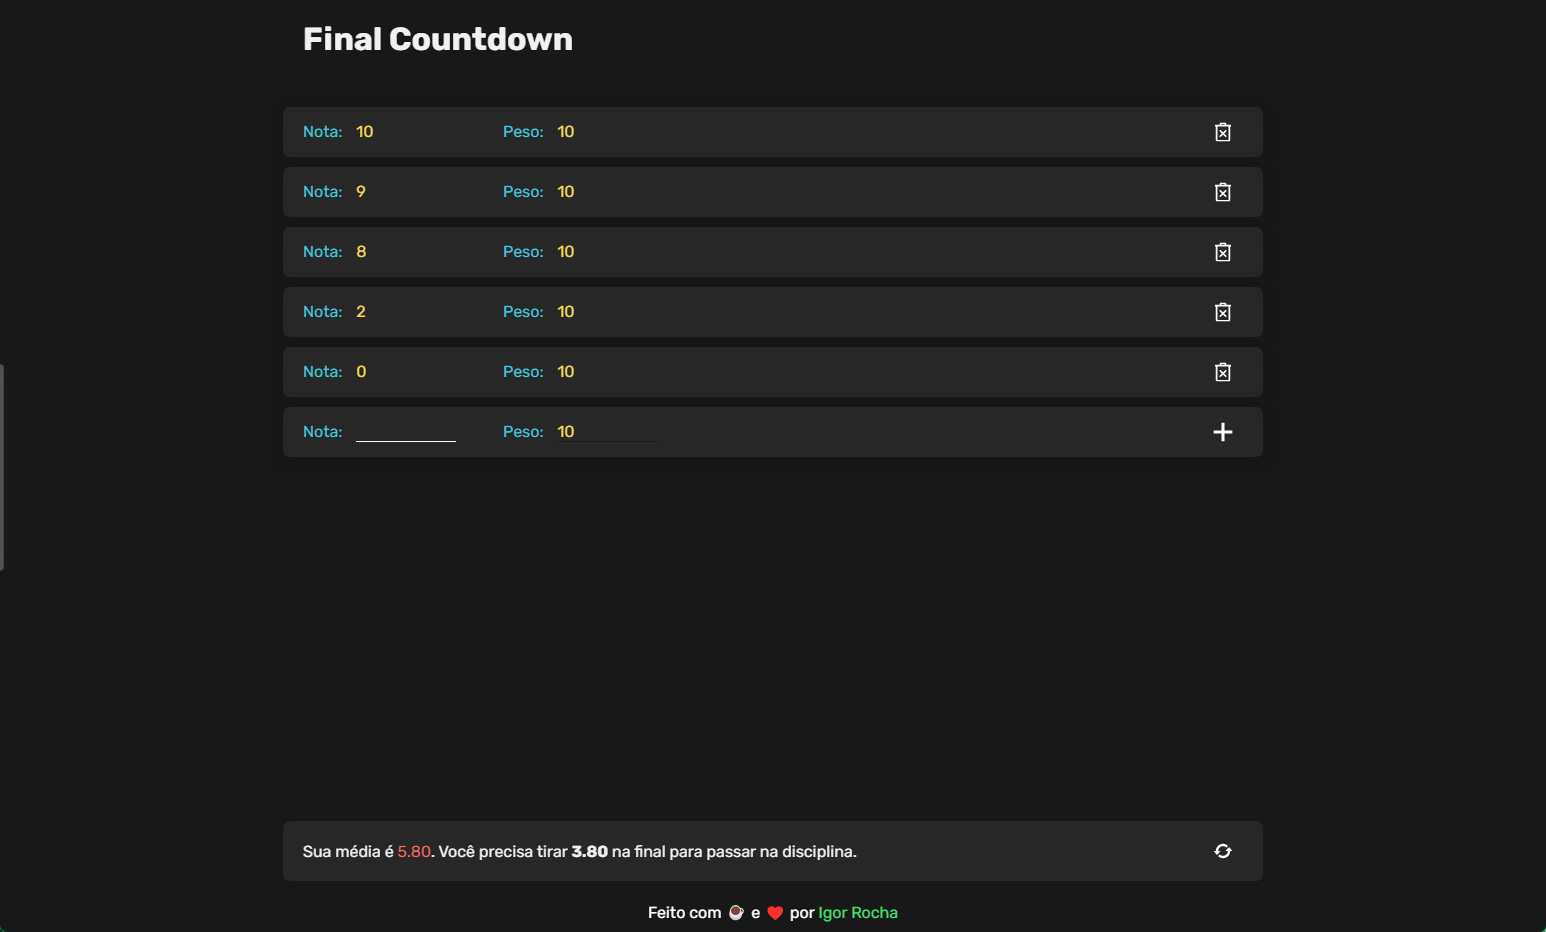 Final Countdown
Nota: 10 Peso: 10
Nota: 9 Peso: 10
Nota: 8 Peso: 10
Nota: 2 Peso: 10
Nota: 0 Peso: 10
Nota: Peso: 10
Sua média é 5.80. Você precisa tirar 3.80 na final para passar na disciplina.
Feito com ☕ e ❤️ por Igor Rocha